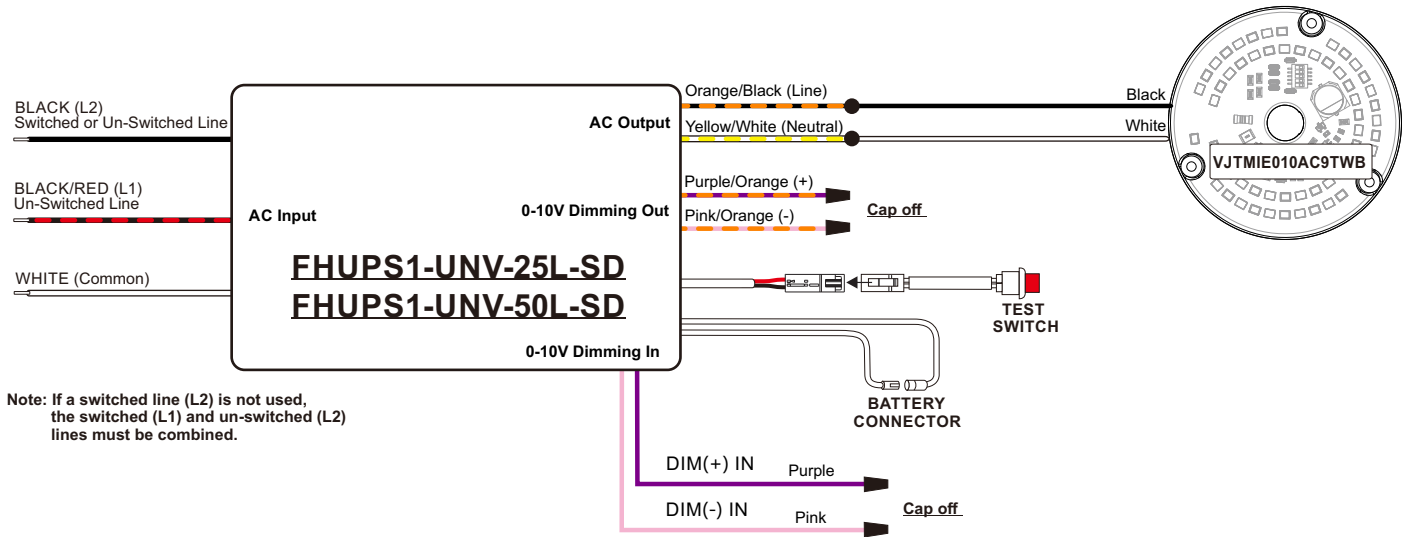 BLACK (L2)
Switched or Un-Switched Line
BLACK/RED (L1)
Un-Switched Line
WHITE (Common)
AC Input
AC Output
0-10V Dimming Out
FHUPS1-UNV-25L-SD
FHUPS1-UNV-50L-SD
0-10V Dimming In
Orange/Black (Line)
Yellow/White (Neutral)
Black
White
VJTMIE010AC9TWB
Purple/Orange (+)
Pink/Orange (-)
Cap off
TEST
SWITCH
BATTERY
CONNECTOR
Note: If a switched line (L2) is not used,
the switched (L1) and un-switched (L2)
lines must be combined.
DIM(+) IN
Purple
DIM(-) IN
Pink
Cap off